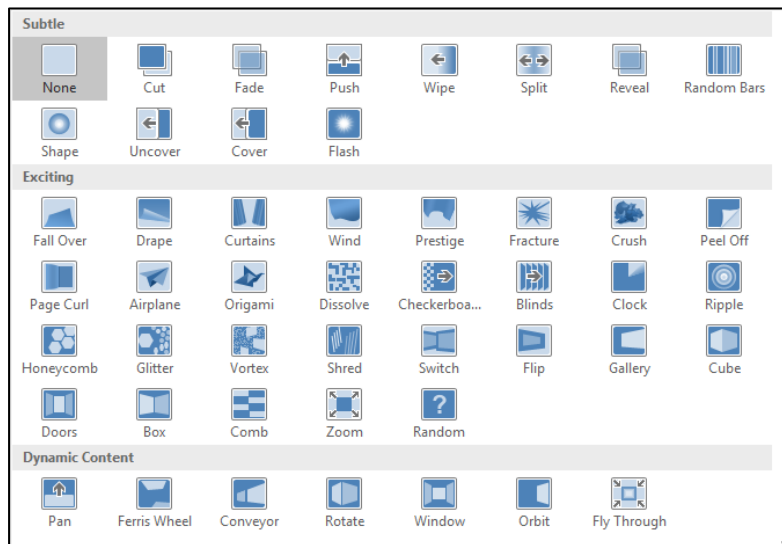 Subtle
None Cut Fade Push Wipe Split Reveal Random Bars
Shape Uncover Cover Flash
Exciting
Fall Over Drape Curtains Wind Prestige Fracture Crush Peel Off
Page Curl Airplane Origami Dissolve Checkerboa... Blinds Clock Ripple
Honeycomb Glitter Vortex Shred Switch Flip Gallery Cube
?
Doors Box Comb Zoom Random
Dynamic Content
Pan Ferris Wheel Conveyor Rotate Window Orbit Fly Through